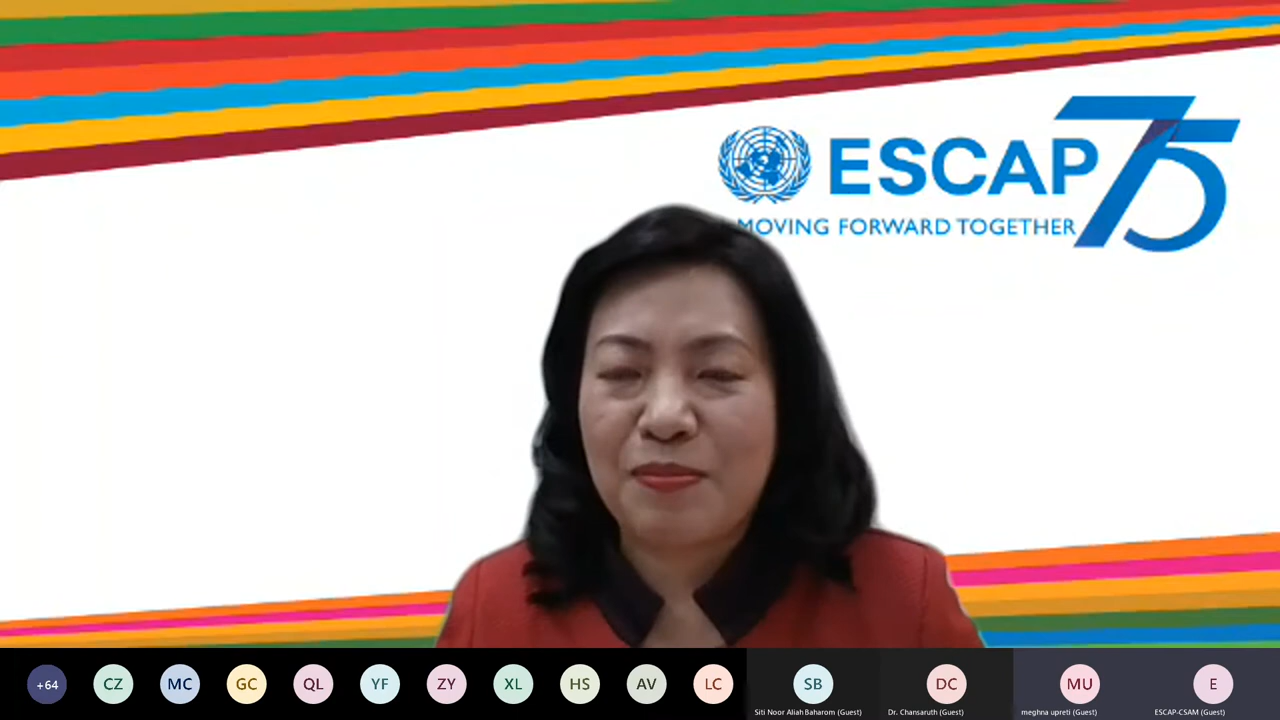 ESCAP 75
MOVING FORWARD TOGETHER
+64
CZ
MC
GC
QL
YF
ZY
XL
HS
AV
LC
SB
DC
MU
E
Siti Noor Aliah Baharom (Guest)
Dr. Chansaruth (Guest)
meghna upreti (Guest)
ESCAP-CSAM (Guest)